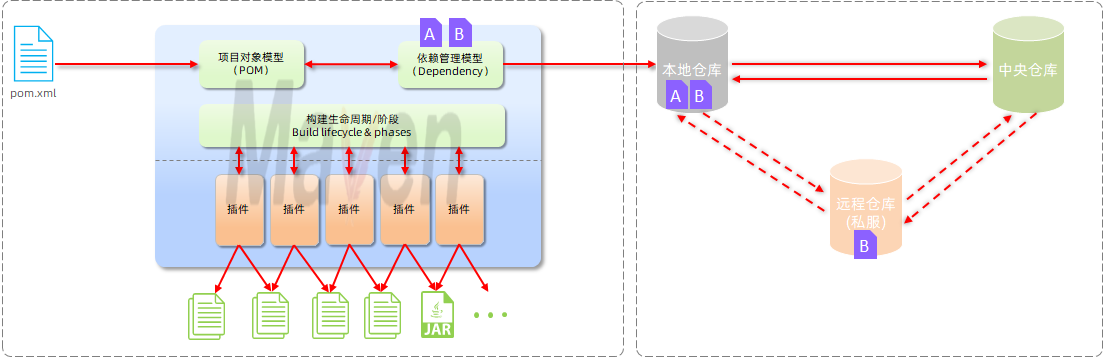 pom.xml
项目对象模型
（POM）
A B
依赖管理模型
（Dependency）
构建生命周期/阶段
Build lifecycle & phases
Maven
插件 插件 插件 插件 插件
JAR
本地仓库
A B
中央仓库
远程仓库
(私服)
B